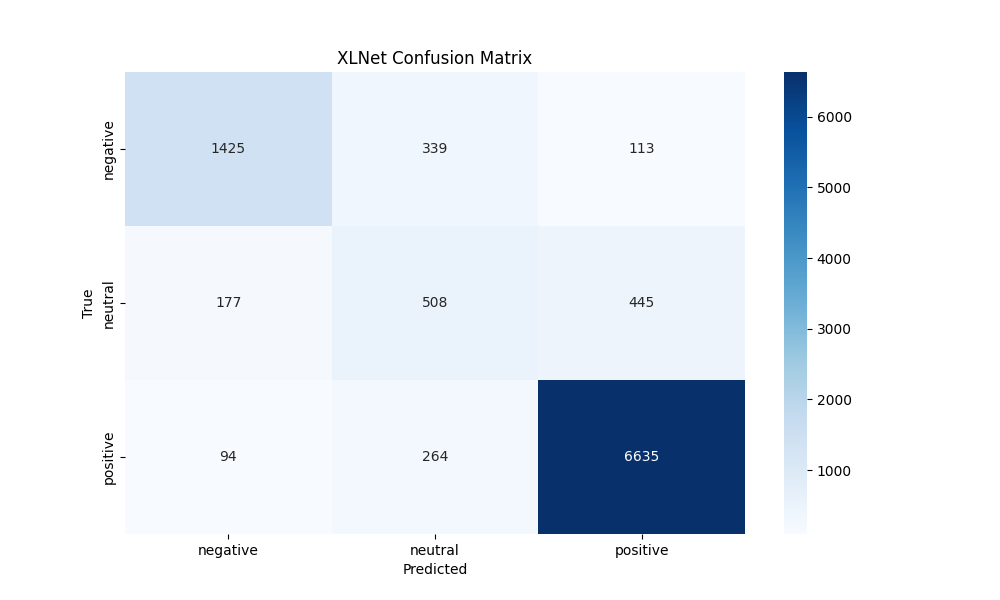 XLNet Confusion Matrix
negative
1425
339
113
6000
5000
True
neutral
177
508
445
4000
3000
positive
94
264
6635
2000
1000
negative
neutral
positive
Predicted